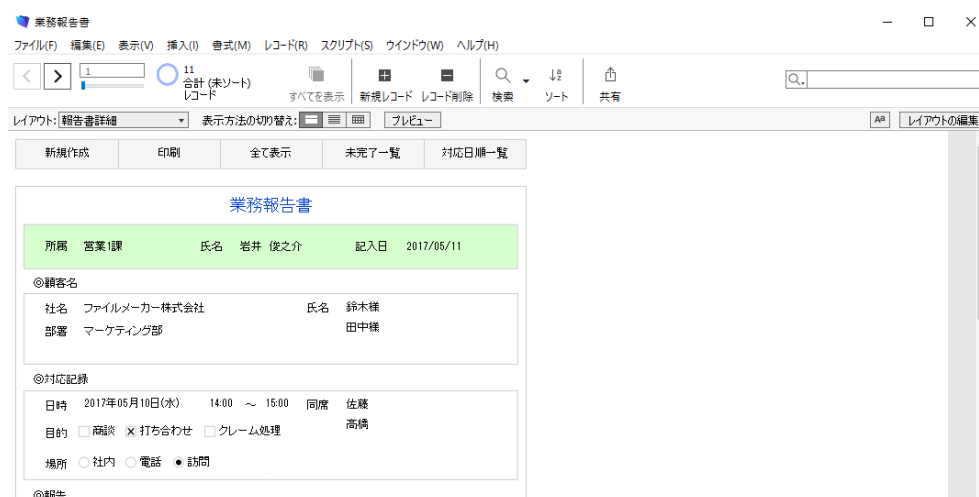 業務報告書
ファイル(F) 編集(E) 表示(V) 挿入(I) 書式(M) レコード(R) スクリプト(S) ウインドウ(W) ヘルプ(H)
1
11
合計 (未ソート)
レコード
すべてを表示 新規レコード レコード削除 検索 ソート 共有
レイアウト: 報告書詳細 表示方法の切り替え: プレビュー Aª レイアウトの編集
新規作成 印刷 全て表示 未完了一覧 対応日順一覧
業務報告書
所属 営業1課 氏名 岩井 俊之介 記入日 2017/05/11
◎顧客名
社名 ファイルメーカー株式会社 氏名 鈴木様
部署 マーケティング部 田中様
◎対応記録
日時 2017年05月10日(水) 14:00 ～ 15:00 同席 佐藤
高橋
目的 商談 打ち合わせ クレーム処理
場所 社内 電話 訪問
◎報告